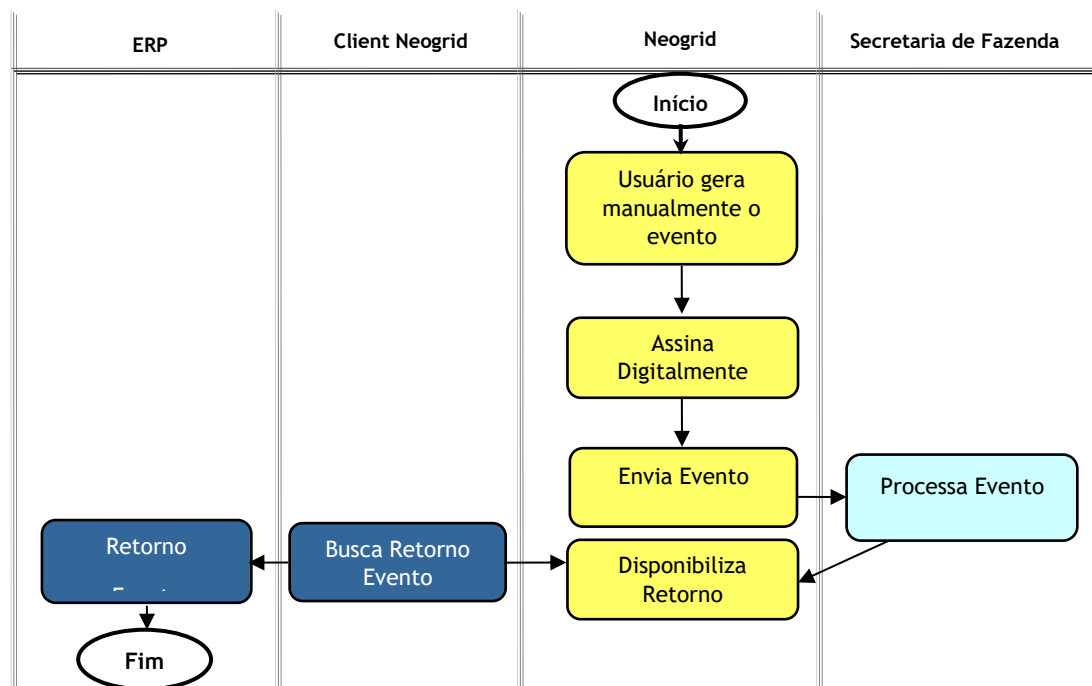 ERP
Client Neogrid
Neogrid
Secretaria de Fazenda
Início
Usuário gera
manualmente o
evento
Assina
Digitalmente
Envia Evento
Processa Evento
Disponibiliza
Retorno
Busca Retorno
Evento
Retorno
Fim